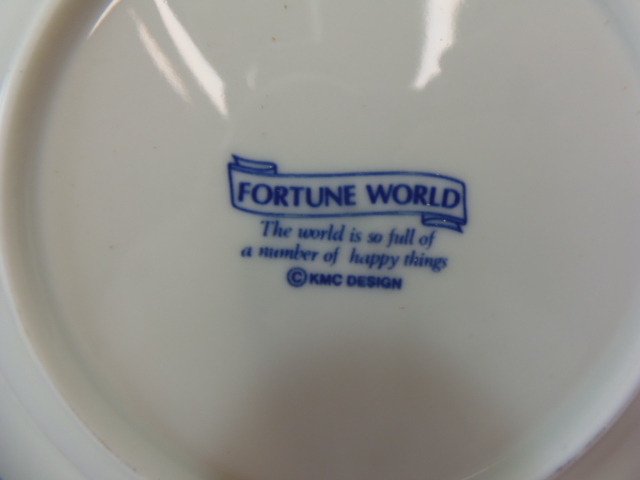 FORTUNE WORLD
The world is so full of
a number of happy things
©KMC DESIGN